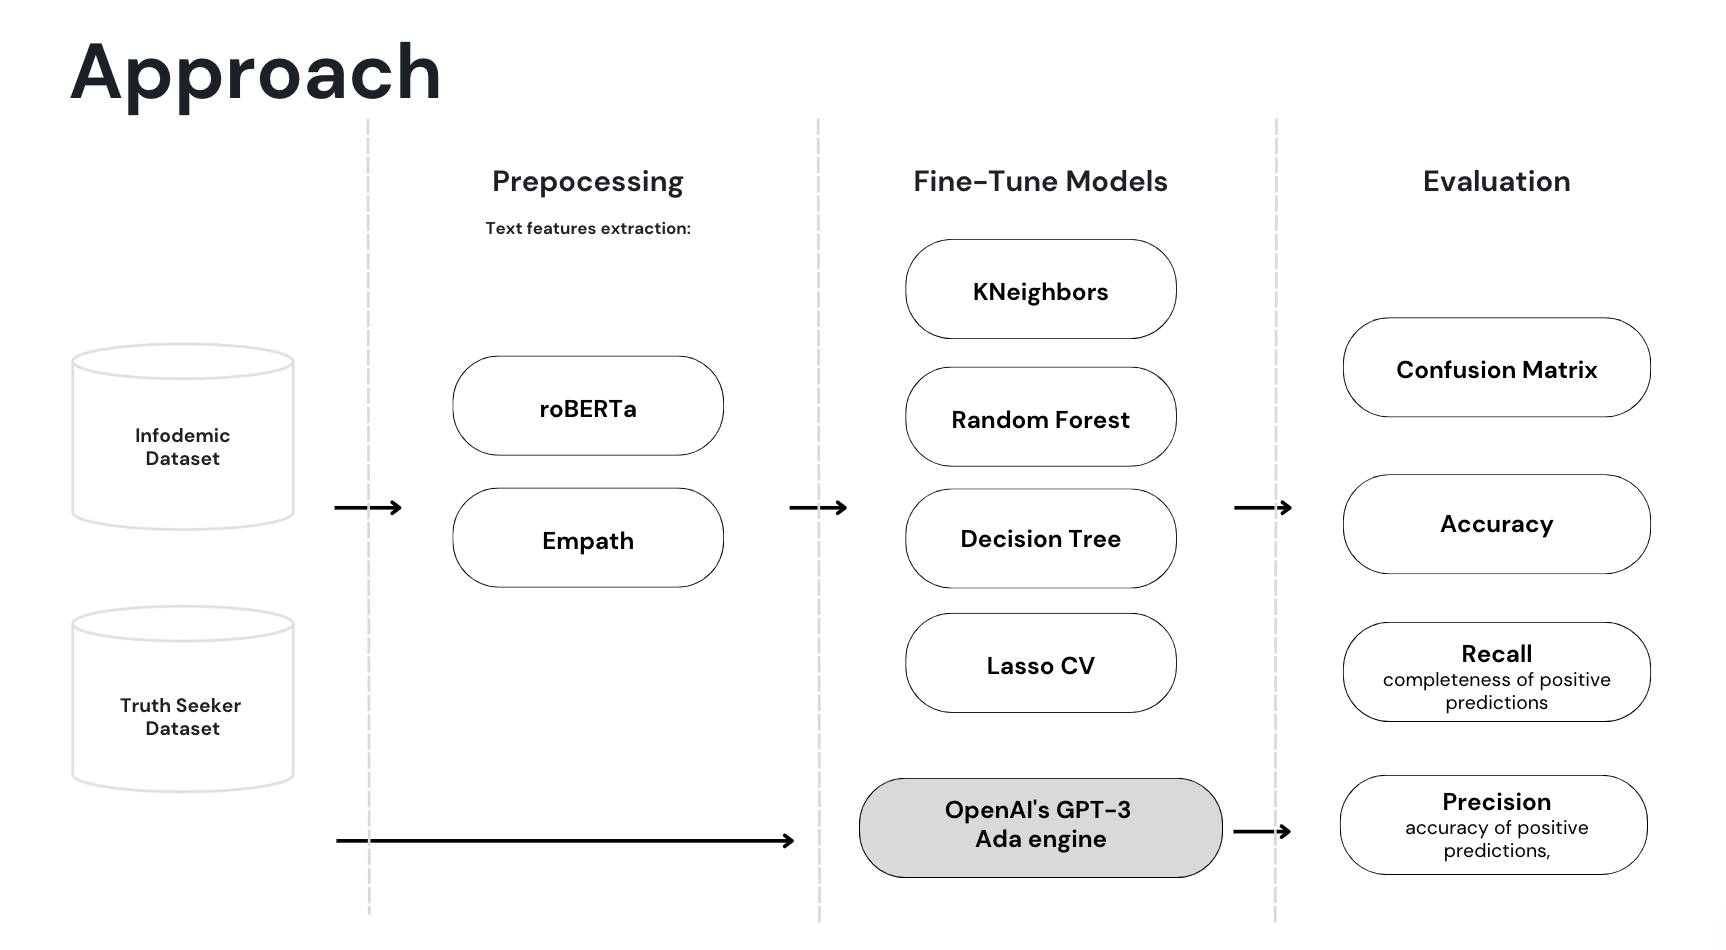 Approach
Infodemic
Dataset
Truth Seeker
Dataset
Prepocessing
Text features extraction:
roBERTa
Empath
Fine-Tune Models
KNeighbors
Random Forest
Decision Tree
Lasso CV
OpenAI's GPT-3
Ada engine
Evaluation
Confusion Matrix
Accuracy
Recall
completeness of positive
predictions
Precision
accuracy of positive
predictions,